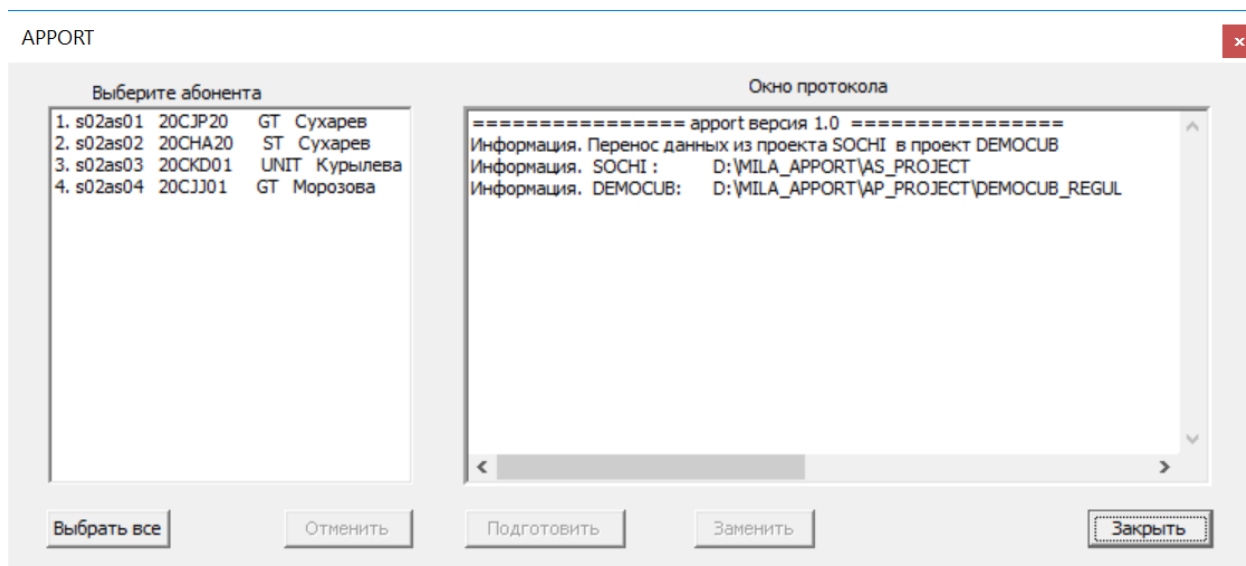 APPORT
x
Выберите абонента
1. s02as01 20CJP20 GT Сухарев
2. s02as02 20CHA20 ST Сухарев
3. s02as03 20CKD01 UNIT Курылева
4. s02as04 20CJJ01 GT Морозова
Окно протокола
================ apport версия 1.0 ================
Информация. Перенос данных из проекта SOCHI в проект DEMOCUB
Информация. SOCHI : D:\MILA_APPORT\AS_PROJECT
Информация. DEMOCUB: D:\MILA_APPORT\AP_PROJECT\DEMOCUB_REGUL
Выбрать все
Отменить
Подготовить
Заменить
Закрыть